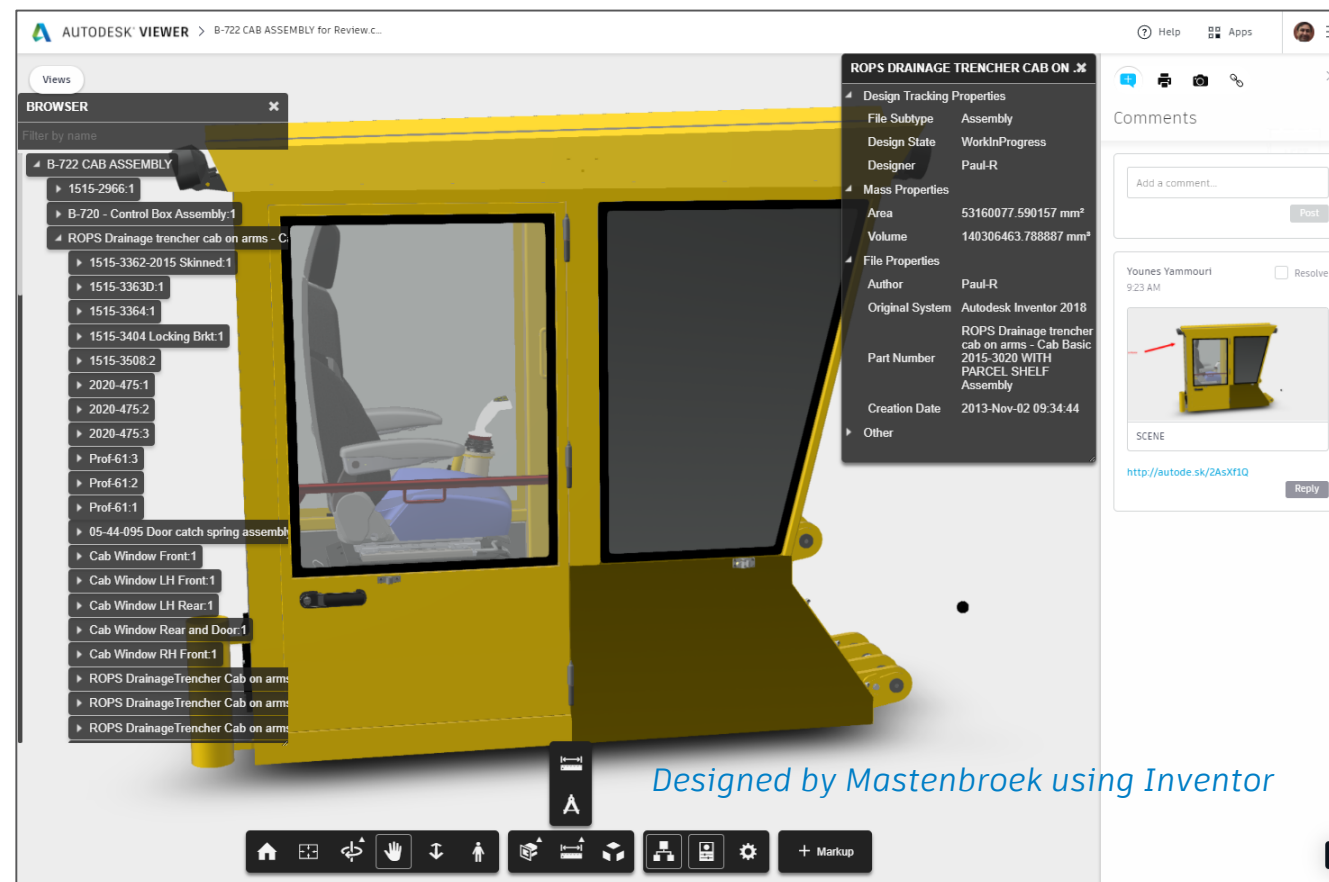 AUTODESK® VIEWER > B-722 CAB ASSEMBLY for Review.c...
Help
Apps
Views
BROWSER
Filter by name
B-722 CAB ASSEMBLY
1515-2966:1
B-720 - Control Box Assembly:1
ROPS Drainage trencher cab on arms - C
1515-3362-2015 Skinned:1
1515-3363D:1
1515-3364:1
1515-3404 Locking Brkt:1
1515-3508:2
2020-475:1
2020-475:2
2020-475:3
Prof-61:3
Prof-61:2
Prof-61:1
05-44-095 Door catch spring assembl
Cab Window Front:1
Cab Window LH Front:1
Cab Window LH Rear:1
Cab Window Rear and Door:1
Cab Window RH Front:1
ROPS DrainageTrencher Cab on arms
ROPS DrainageTrencher Cab on arms
ROPS DrainageTrencher Cab on arms
ROPS DRAINAGE TRENCHER CAB ON .
Design Tracking Properties
File Subtype Assembly
Design State WorkInProgress
Designer Paul-R
Mass Properties
Area 53160077.590157 mm²
Volume 140306463.788887 mm³
File Properties
Author Paul-R
Original System Autodesk Inventor 2018
Part Number ROPS Drainage trencher
cab on arms - Cab Basic
2015-3020 WITH
PARCEL SHELF
Assembly
Creation Date 2013-Nov-02 09:34:44
Other
Comments
Add a comment...
Post
Younes Yammouri
Resolve
9:23 AM
SCENE
http://autode.sk/2AsXf1Q
Reply
Designed by Mastenbroek using Inventor
+ Markup